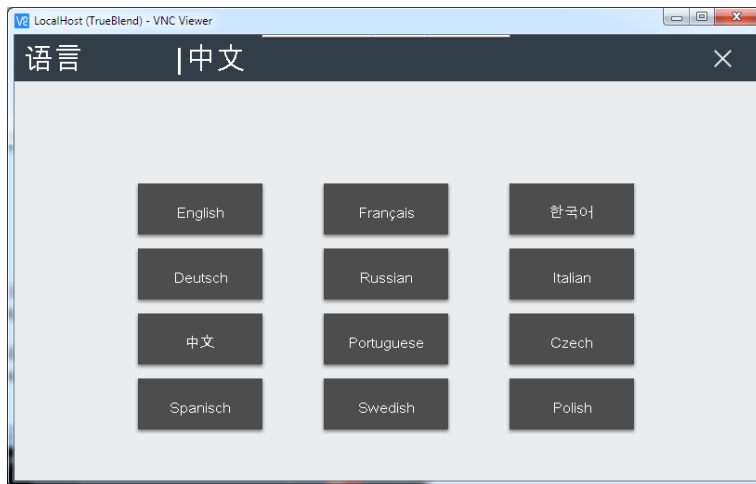 LocalHost (TrueBlend) - VNC Viewer
语言 |中文
English Français 한국어
Deutsch Russian Italian
中文 Portuguese Czech
Spanisch Swedish Polish